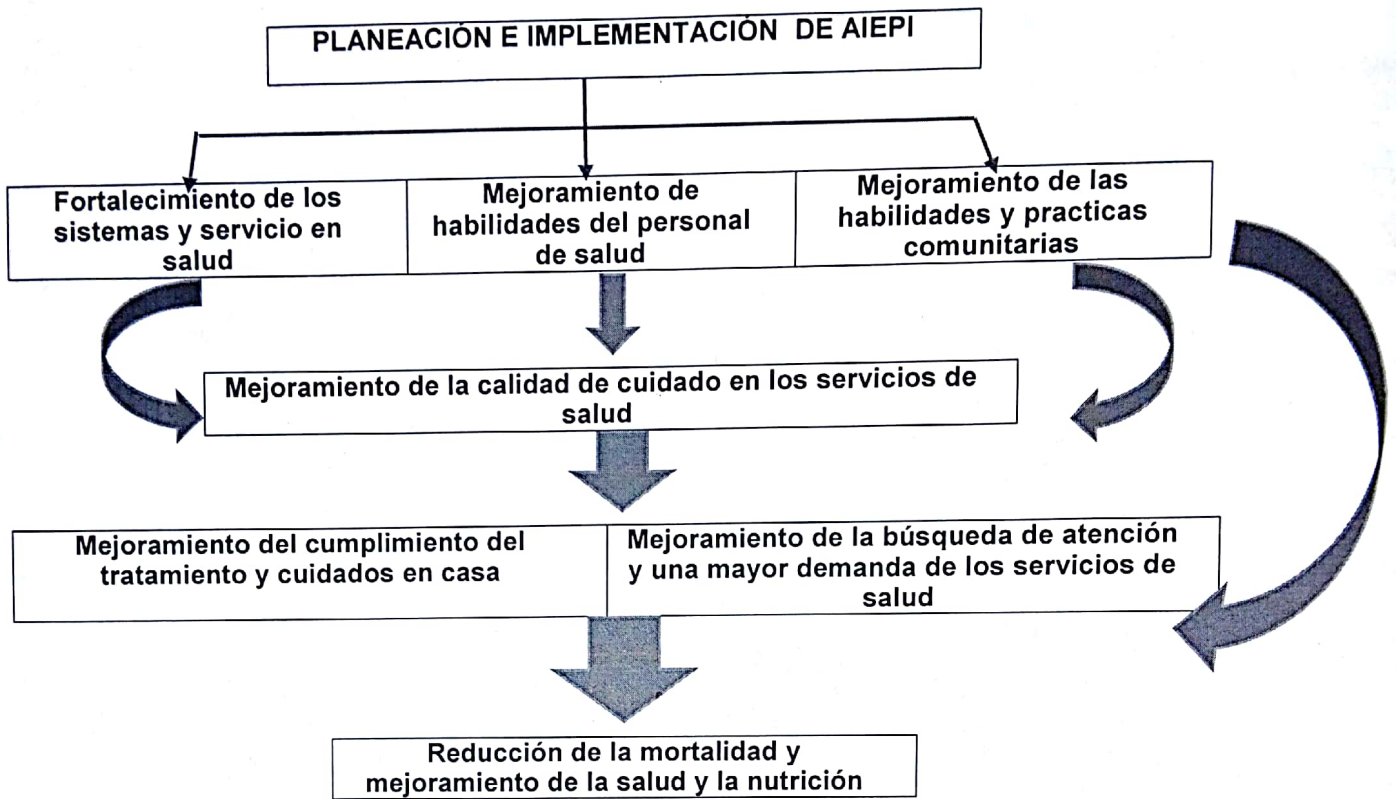 PLANEACIÓN E IMPLEMENTACIÓN DE AIEPI
Fortalecimiento de los
sistemas y servicio en
salud
Mejoramiento de
habilidades del personal
de salud
Mejoramiento de las
habilidades y practicas
comunitarias
Mejoramiento de la calidad de cuidado en los servicios de
salud
Mejoramiento del cumplimiento del
tratamiento y cuidados en casa
Mejoramiento de la búsqueda de atención
y una mayor demanda de los servicios de
salud
Reducción de la mortalidad y
mejoramiento de la salud y la nutrición